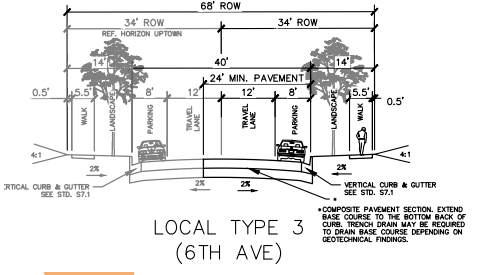 68' ROW
34' ROW
34' ROW
REF. HORIZON UPTOWN
14'
40'
14'
24' MIN. PAVEMENT
0.5'
5.5'
8'
12'
12'
8'
5.5'
0.5'
WALK
LANDSCAPE
PARKING
TRAVEL
LANE
TRAVEL
LANE
PARKING
LANDSCAPE
WALK
4:1
4:1
2%
2%
2%
2%
RTICAL CURB & GUTTER
SEE STD. S7.1
VERTICAL CURB & GUTTER
SEE STD. S7.1
*
*COMPOSITE PAVEMENT SECTION. EXTEND
BASE COURSE TO THE BOTTOM BACK OF
CURB. TRENCH DRAIN MAY BE REQUIRED
TO DRAIN BASE COURSE DEPENDING ON
GEOTECHNICAL FINDINGS.
LOCAL TYPE 3
(6TH AVE)